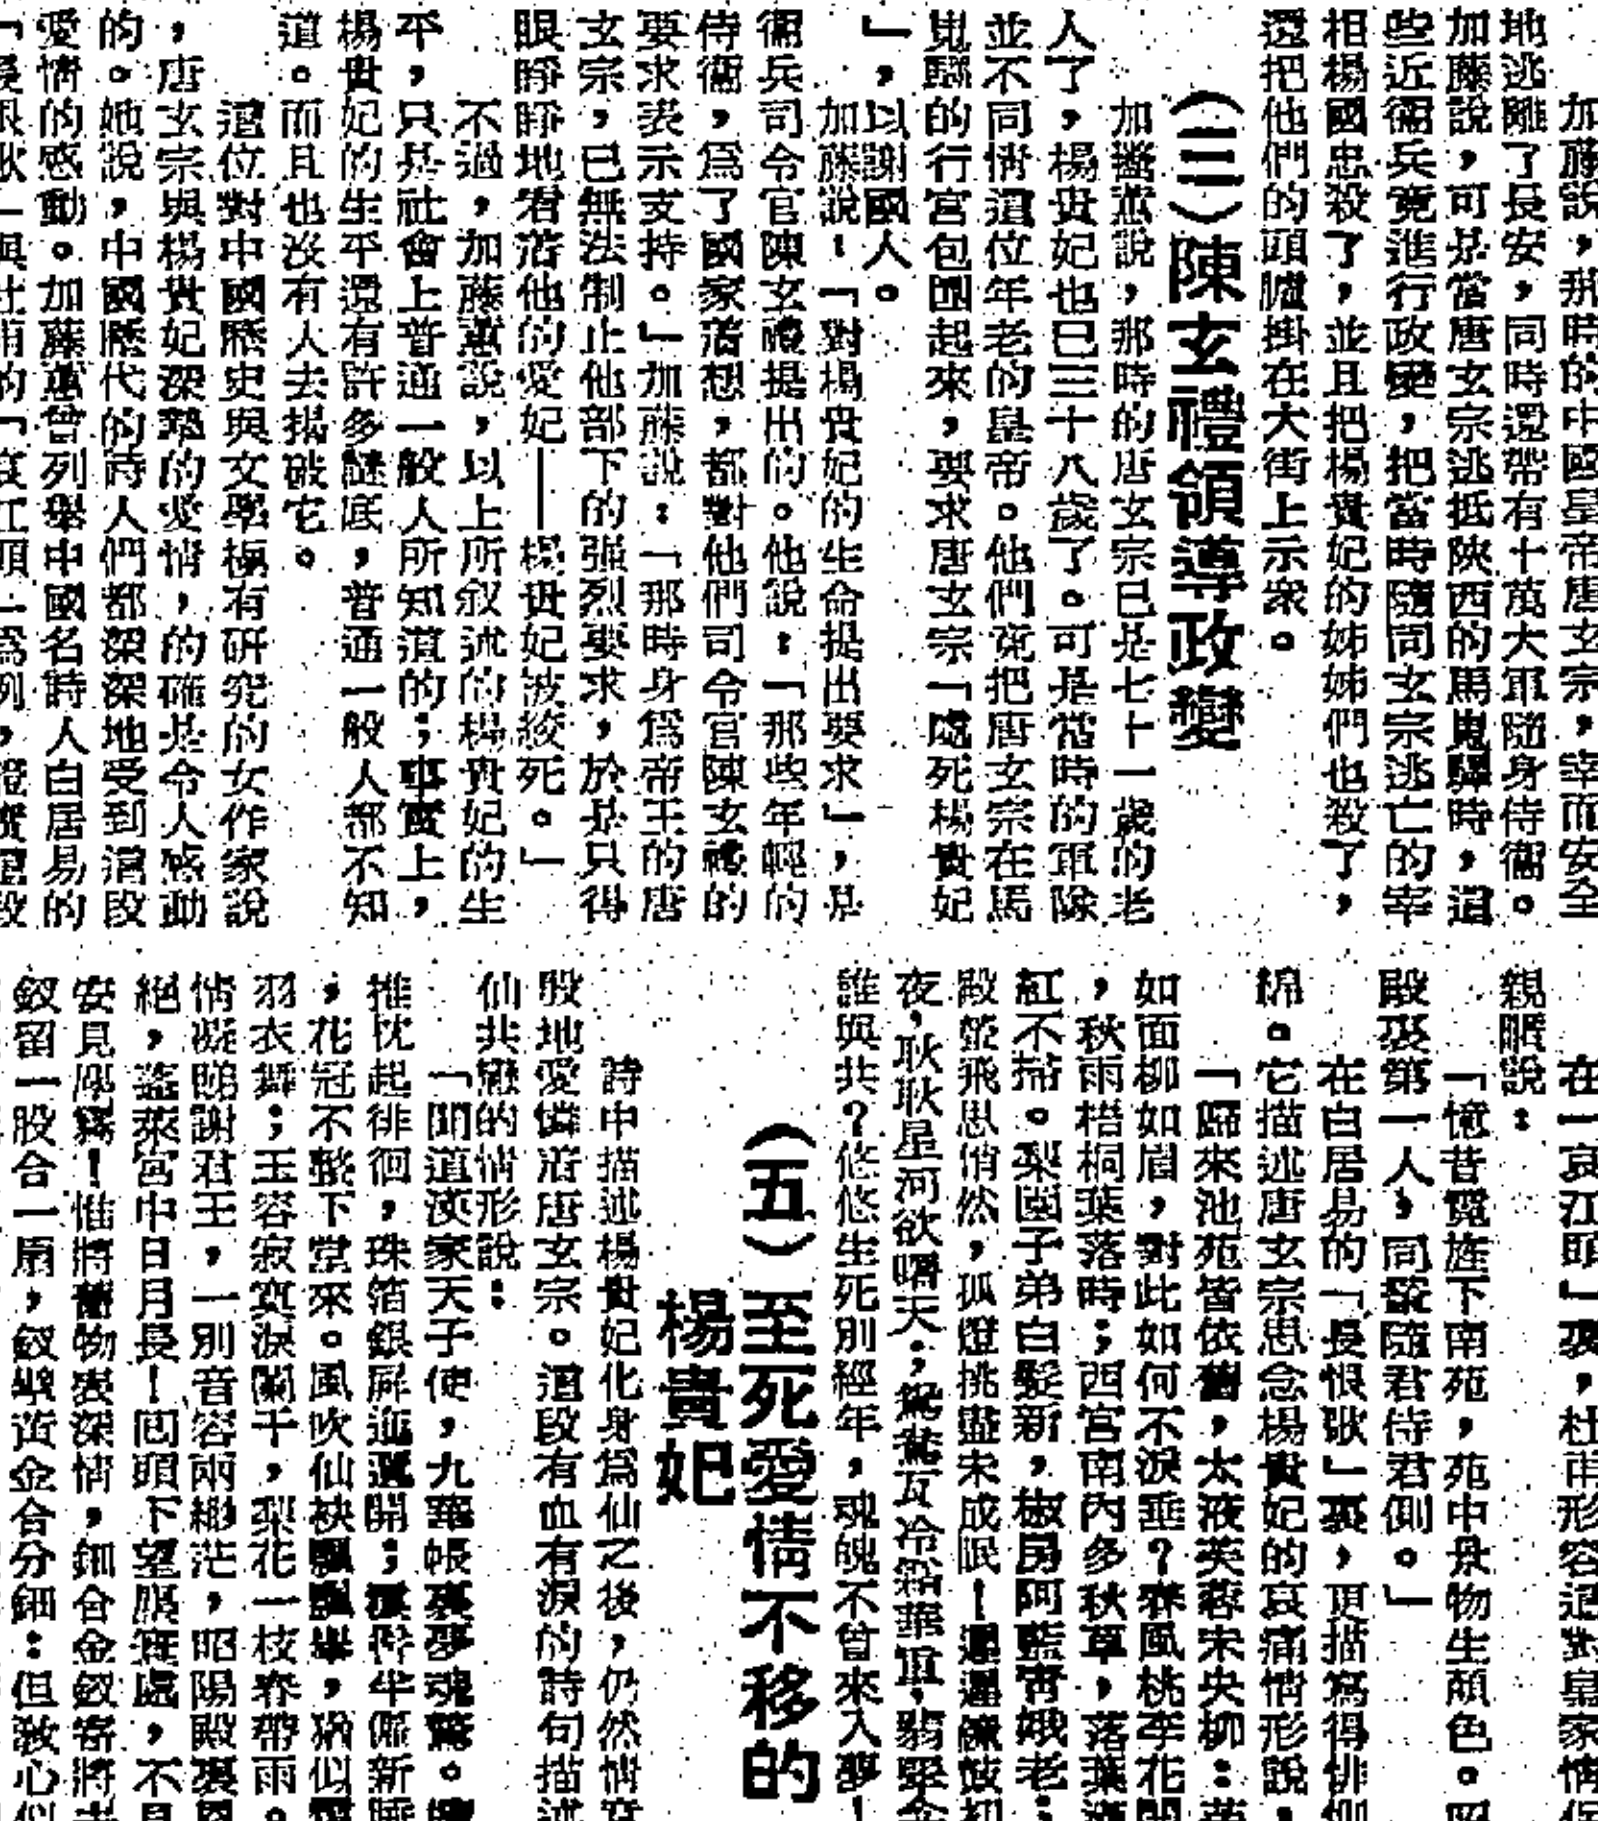 加藤說，那時的中國皇帝唐玄宗，幸而安全
地逃離了長安，同時還帶有十萬大軍隨身侍衞。
加藤說，可是當唐玄宗逃抵陝西的馬嵬驛時，這
些近衞兵竟進行政變，把當時隨同玄宗逃亡的宰
相楊國忠殺了，並且把楊貴妃的姊姊們也殺了，
還把他們的頭臚掛在大街上示衆。
（三）陳玄禮領導政變
加藤蕙說，那時的唐玄宗已是七十一歲的老
人了，楊貴妃也已三十八歲了。可是當時的軍隊
並不同情這位年老的皇帝。他們竟把唐玄宗在馬
嵬驛的行宮包圍起來，要求唐玄宗「處死楊貴妃
」，以謝國人。
加藤說：「對楊貴妃的生命提出要求」，是
衞兵司令官陳玄禮提出的。他說：「那些年輕的
侍衞，爲了國家着想，都對他們司令官陳玄禮的
要求表示支持。」加藤說：「那時身爲帝王的唐
玄宗，已無法制止他部下的强烈要求，於是只得
眼睜睜地君着他的愛妃——楊貴妃被絞死。」
不過，加藤蕙說，以上所叙述的楊貴妃的生
平，只是社會上普通一般人所知道的；事實上，
楊貴妃的生平還有許多謎底，普通一般人都不知
道。而且也沒有人去揭破它。
這位對中國歷史與文學極有研究的女作家說
，唐玄宗與楊貴妃深摯的愛情，的確是令人感動
的。她說，中國歷代的詩人們都深深地受到這段
愛情的感動。加藤蕙曾列舉中國名詩人白居易的
「長恨歌」與杜甫的「哀江頭」爲例，證實這段
在「哀江頭」裏，杜甫形容過對皇家情侶
親暱說：
「憶昔霓旌下南苑，苑中景物生顏色。昭
殿裏第一人，同輦隨君侍君側。」
在白居易的「長恨歌」裏，更描寫得悱惻
綿。它描述唐玄宗思念楊貴妃的哀痛情形說，
「歸來池苑皆依舊，太液芙蓉未央柳：芙
如面柳如眉，對此如何不淚垂？春風桃李花開
，秋雨梧桐葉落時；西宮南內多秋草，落葉滿
紅不掃。梨園子弟白髮新，椒房阿監靑娥老；
殿螢飛思悄然，孤燈挑盡未成眠！遲遲鐘鼓初
夜，耿耿星河欲曙天；鴛鴦瓦冷霜華重，翡翠衾
誰與共？悠悠生死別經年，魂魄不曾來入夢！
（五）至死愛情不移的
楊貴妃
詩中描述楊貴妃化身爲仙之後，仍然情意
殷地愛憐着唐玄宗。這段有血有淚的詩句描述
仙共戀的情形說：
「聞道漢家天子使，九華帳裏夢魂驚。攬
推枕起徘徊，珠箔銀屏迤邐開；雲鬢半偏新睡
，花冠不整下堂來。風吹仙袂飄飄舉，猶似霓
羽衣舞；玉容寂寞淚闌干，梨花一枝春帶雨。
情凝睇謝君王，一別音容兩緲茫，昭陽殿裏恩
絕，蓬萊宮中日月長！囘頭下望人寰處，不見
安見塵霧！惟將舊物表深情，鈿合金釵寄將去
釵留一股合一扇，釵擘黃金合分鈿：但敎心似